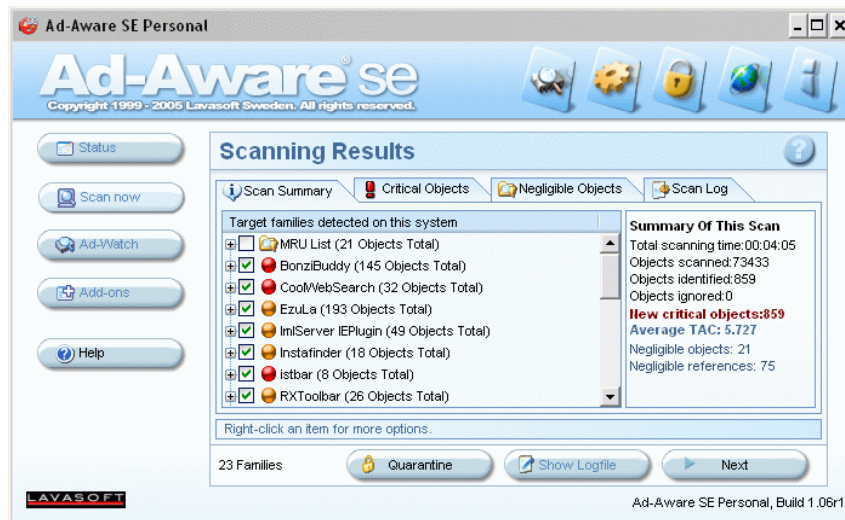 Ad-Aware SE Personal
Ad-Aware SE
Copyright 1999 - 2005 Lavasoft Sweden. All rights reserved.
Status
Scan now
Ad-Watch
Add-ons
Help
Scanning Results
Scan Summary
Critical Objects
Negligible Objects
Scan Log
Target families detected on this system
MRU List (21 Objects Total)
BonziBuddy (145 Objects Total)
CoolWebSearch (32 Objects Total)
EzuLa (193 Objects Total)
ImIServer IEPlugin (49 Objects Total)
Instafinder (18 Objects Total)
istbar (8 Objects Total)
RXToolbar (26 Objects Total)
Summary Of This Scan
Total scanning time:00:04:05
Objects scanned:73433
Objects identified:859
Objects ignored:0
New critical objects:859
Average TAC: 5.727
Negligible objects: 21
Negligible references: 75
Right-click an item for more options.
23 Families
Quarantine
Show Logfile
Next
LAVASOFT
Ad-Aware SE Personal, Build 1.06r1